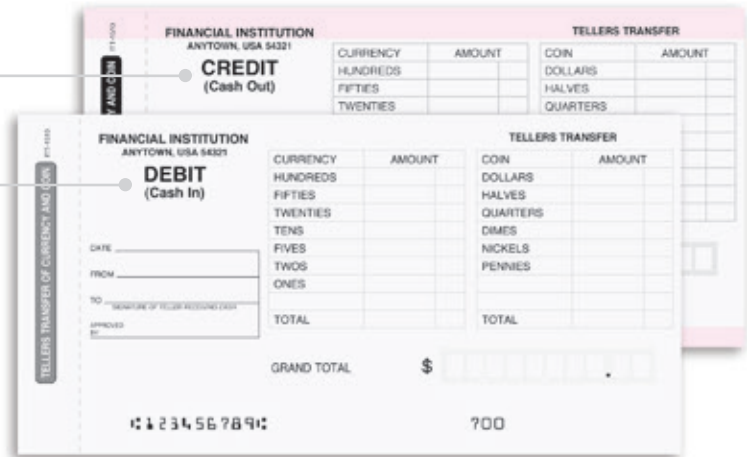 FINANCIAL INSTITUTION
ANYTOWN, USA 54321
CREDIT
(Cash Out)
TELLERS TRANSFER
CURRENCY AMOUNT COIN AMOUNT
HUNDREDS DOLLARS
FIFTIES HALVES
TWENTIES QUARTERS
Y AND COIN
FINANCIAL INSTITUTION
ANYTOWN, USA 54321
DEBIT
(Cash In)
TELLERS TRANSFER
CURRENCY AMOUNT COIN AMOUNT
HUNDREDS DOLLARS
FIFTIES HALVES
TWENTIES QUARTERS
TENS DIMES
FIVES NICKELS
TWOS PENNIES
ONES
TOTAL TOTAL
DATE
FROM
TO
SIGNATURE OF TELLER RECEIVING CASH
APPROVED
BY
GRAND TOTAL $ .
TELLERS TRANSFER OF CURRENCY AND COIN
⑆123456789⑆ 700